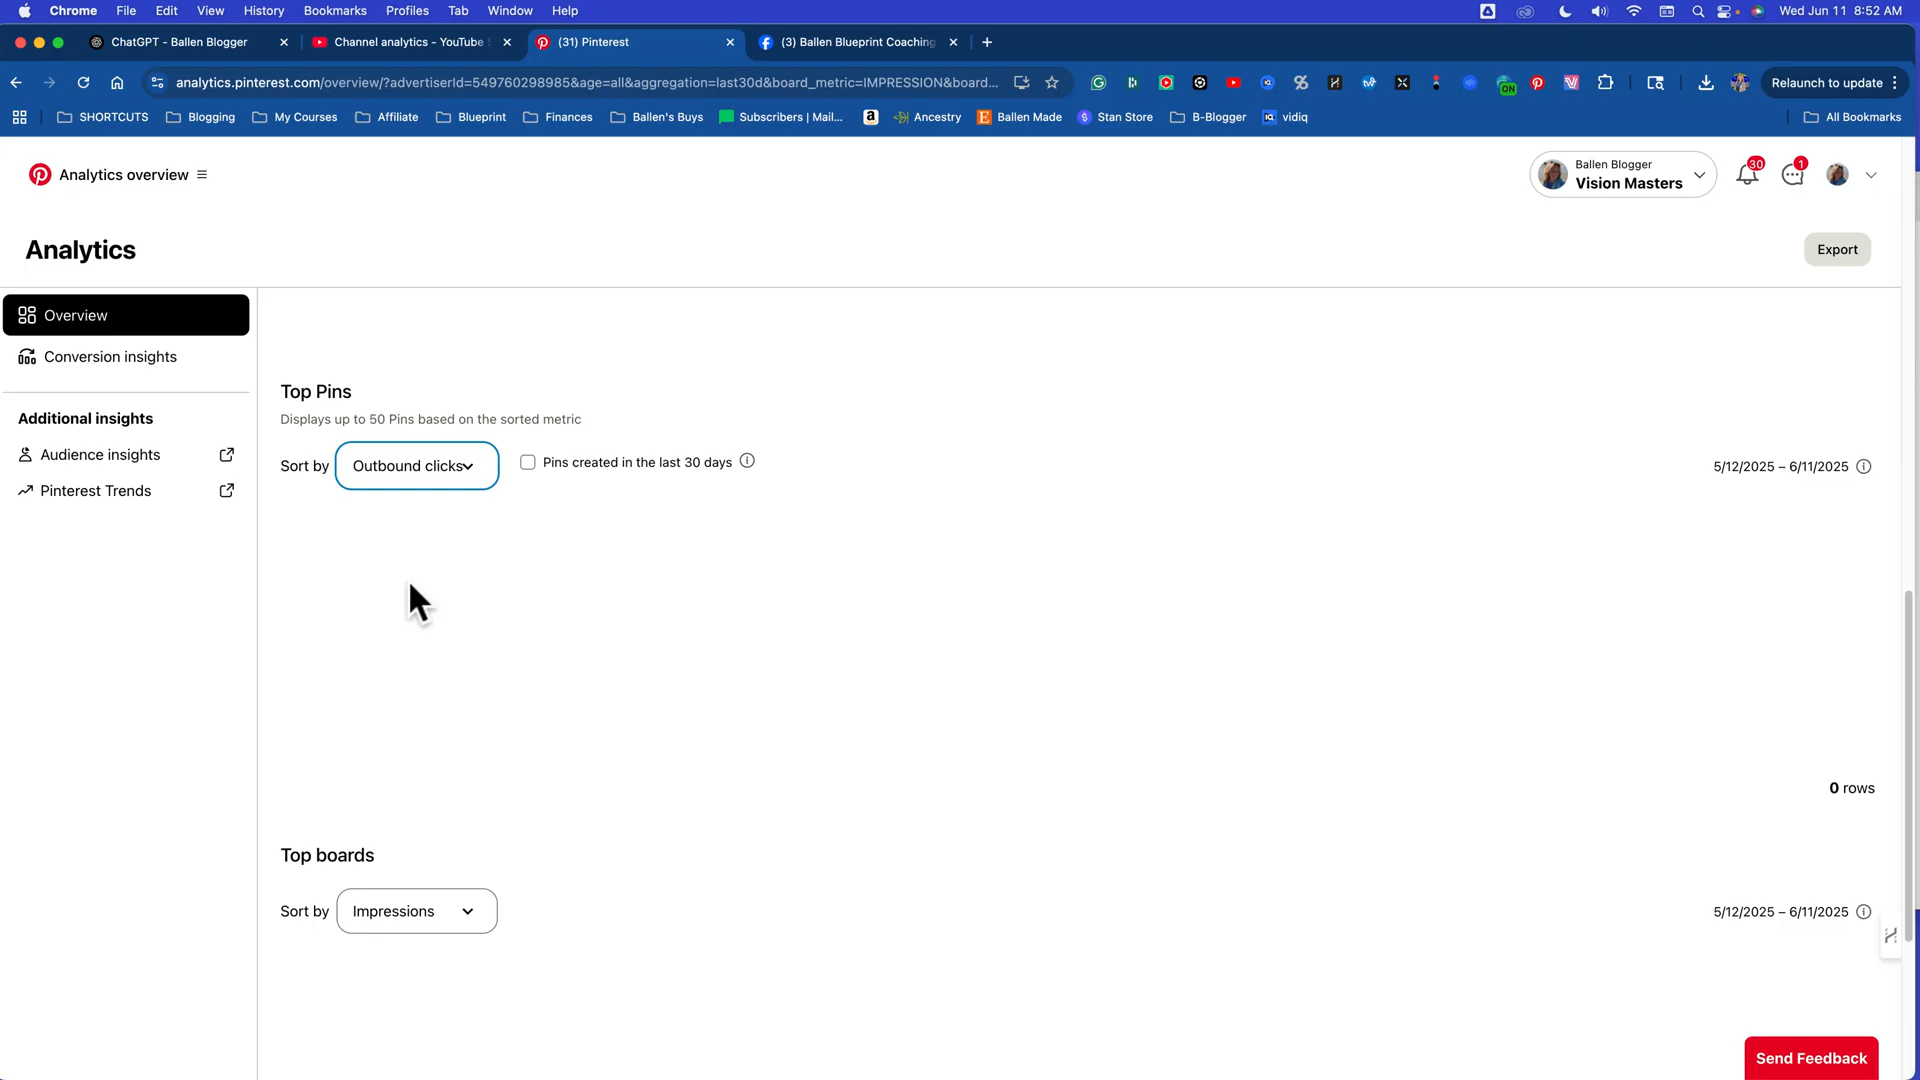 Chrome File Edit View History Bookmarks Profiles Tab Window Help Wed Jun 11 8:52 AM
ChatGPT - Ballen Blogger Channel analytics - YouTube (31) Pinterest (3) Ballen Blueprint Coaching
analytics.pinterest.com/overview/?advertiserId=549760298985&age=all&aggregation=last30d&board_metric=IMPRESSION&board... ON Relaunch to update
SHORTCUTS Blogging My Courses Affiliate Blueprint Finances Ballen's Buys Subscribers | Mail... Ancestry Ballen Made Stan Store B-Blogger vidiq All Bookmarks
Analytics overview
Ballen Blogger
Vision Masters
30
1
Analytics
Export
Overview
Conversion insights
Additional insights
Audience insights
Pinterest Trends
Top Pins
Displays up to 50 Pins based on the sorted metric
Sort by Outbound clicks Pins created in the last 30 days 5/12/2025 – 6/11/2025
0 rows
Top boards
Sort by Impressions 5/12/2025 – 6/11/2025
Send Feedback